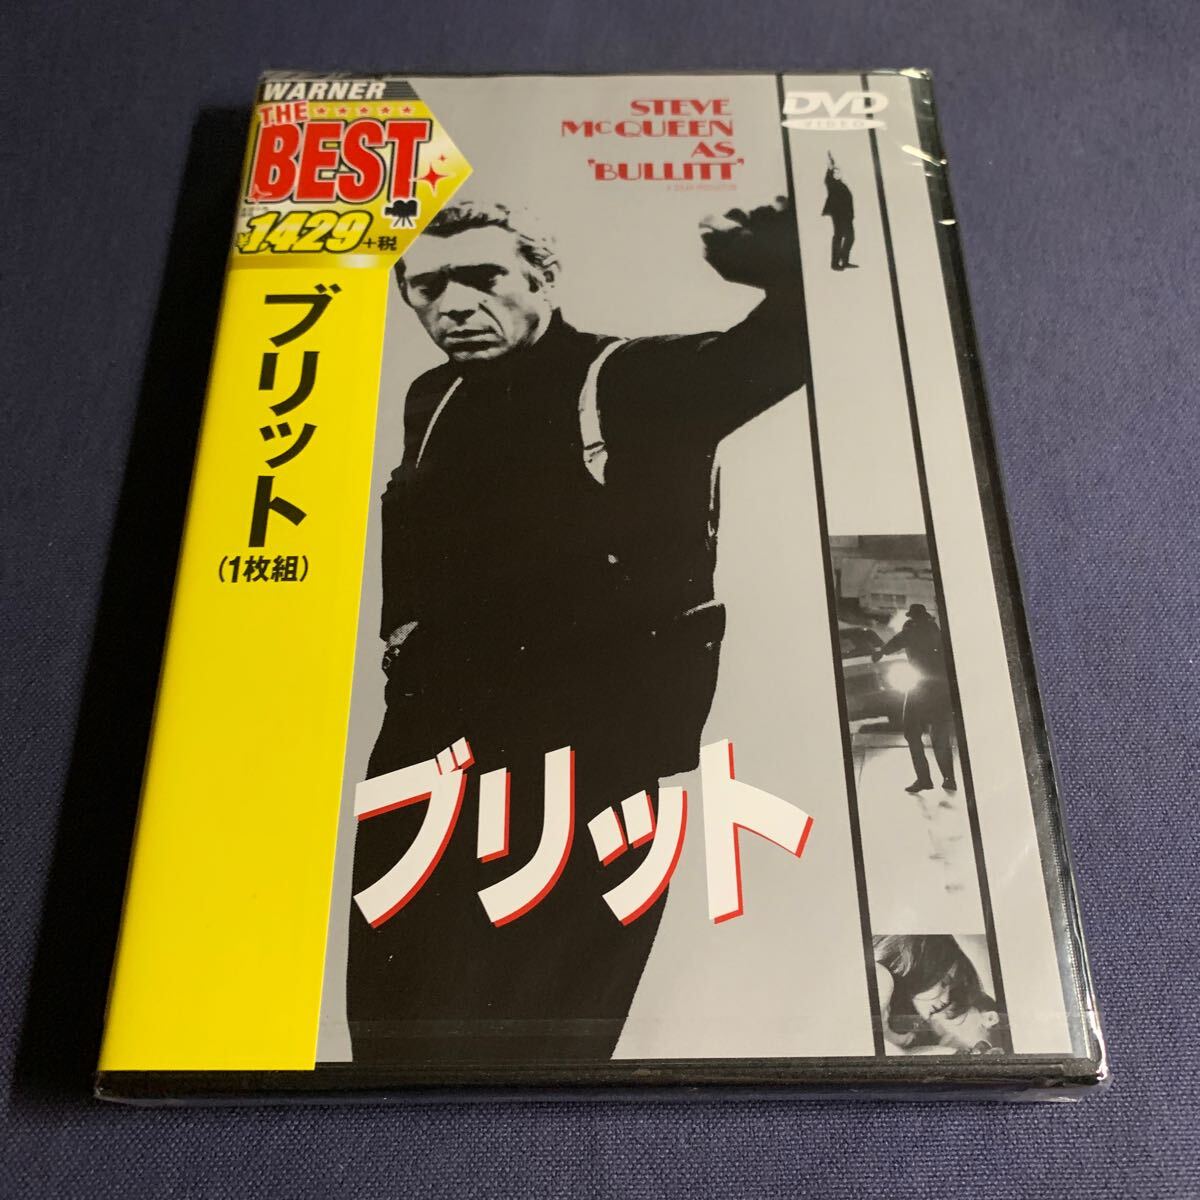 WARNER
THE
BEST
¥1,429+税
ブリット
(1枚組)
STEVE
McQUEEN
AS
'BULLITT'
DVD
VIDEO
ブリット